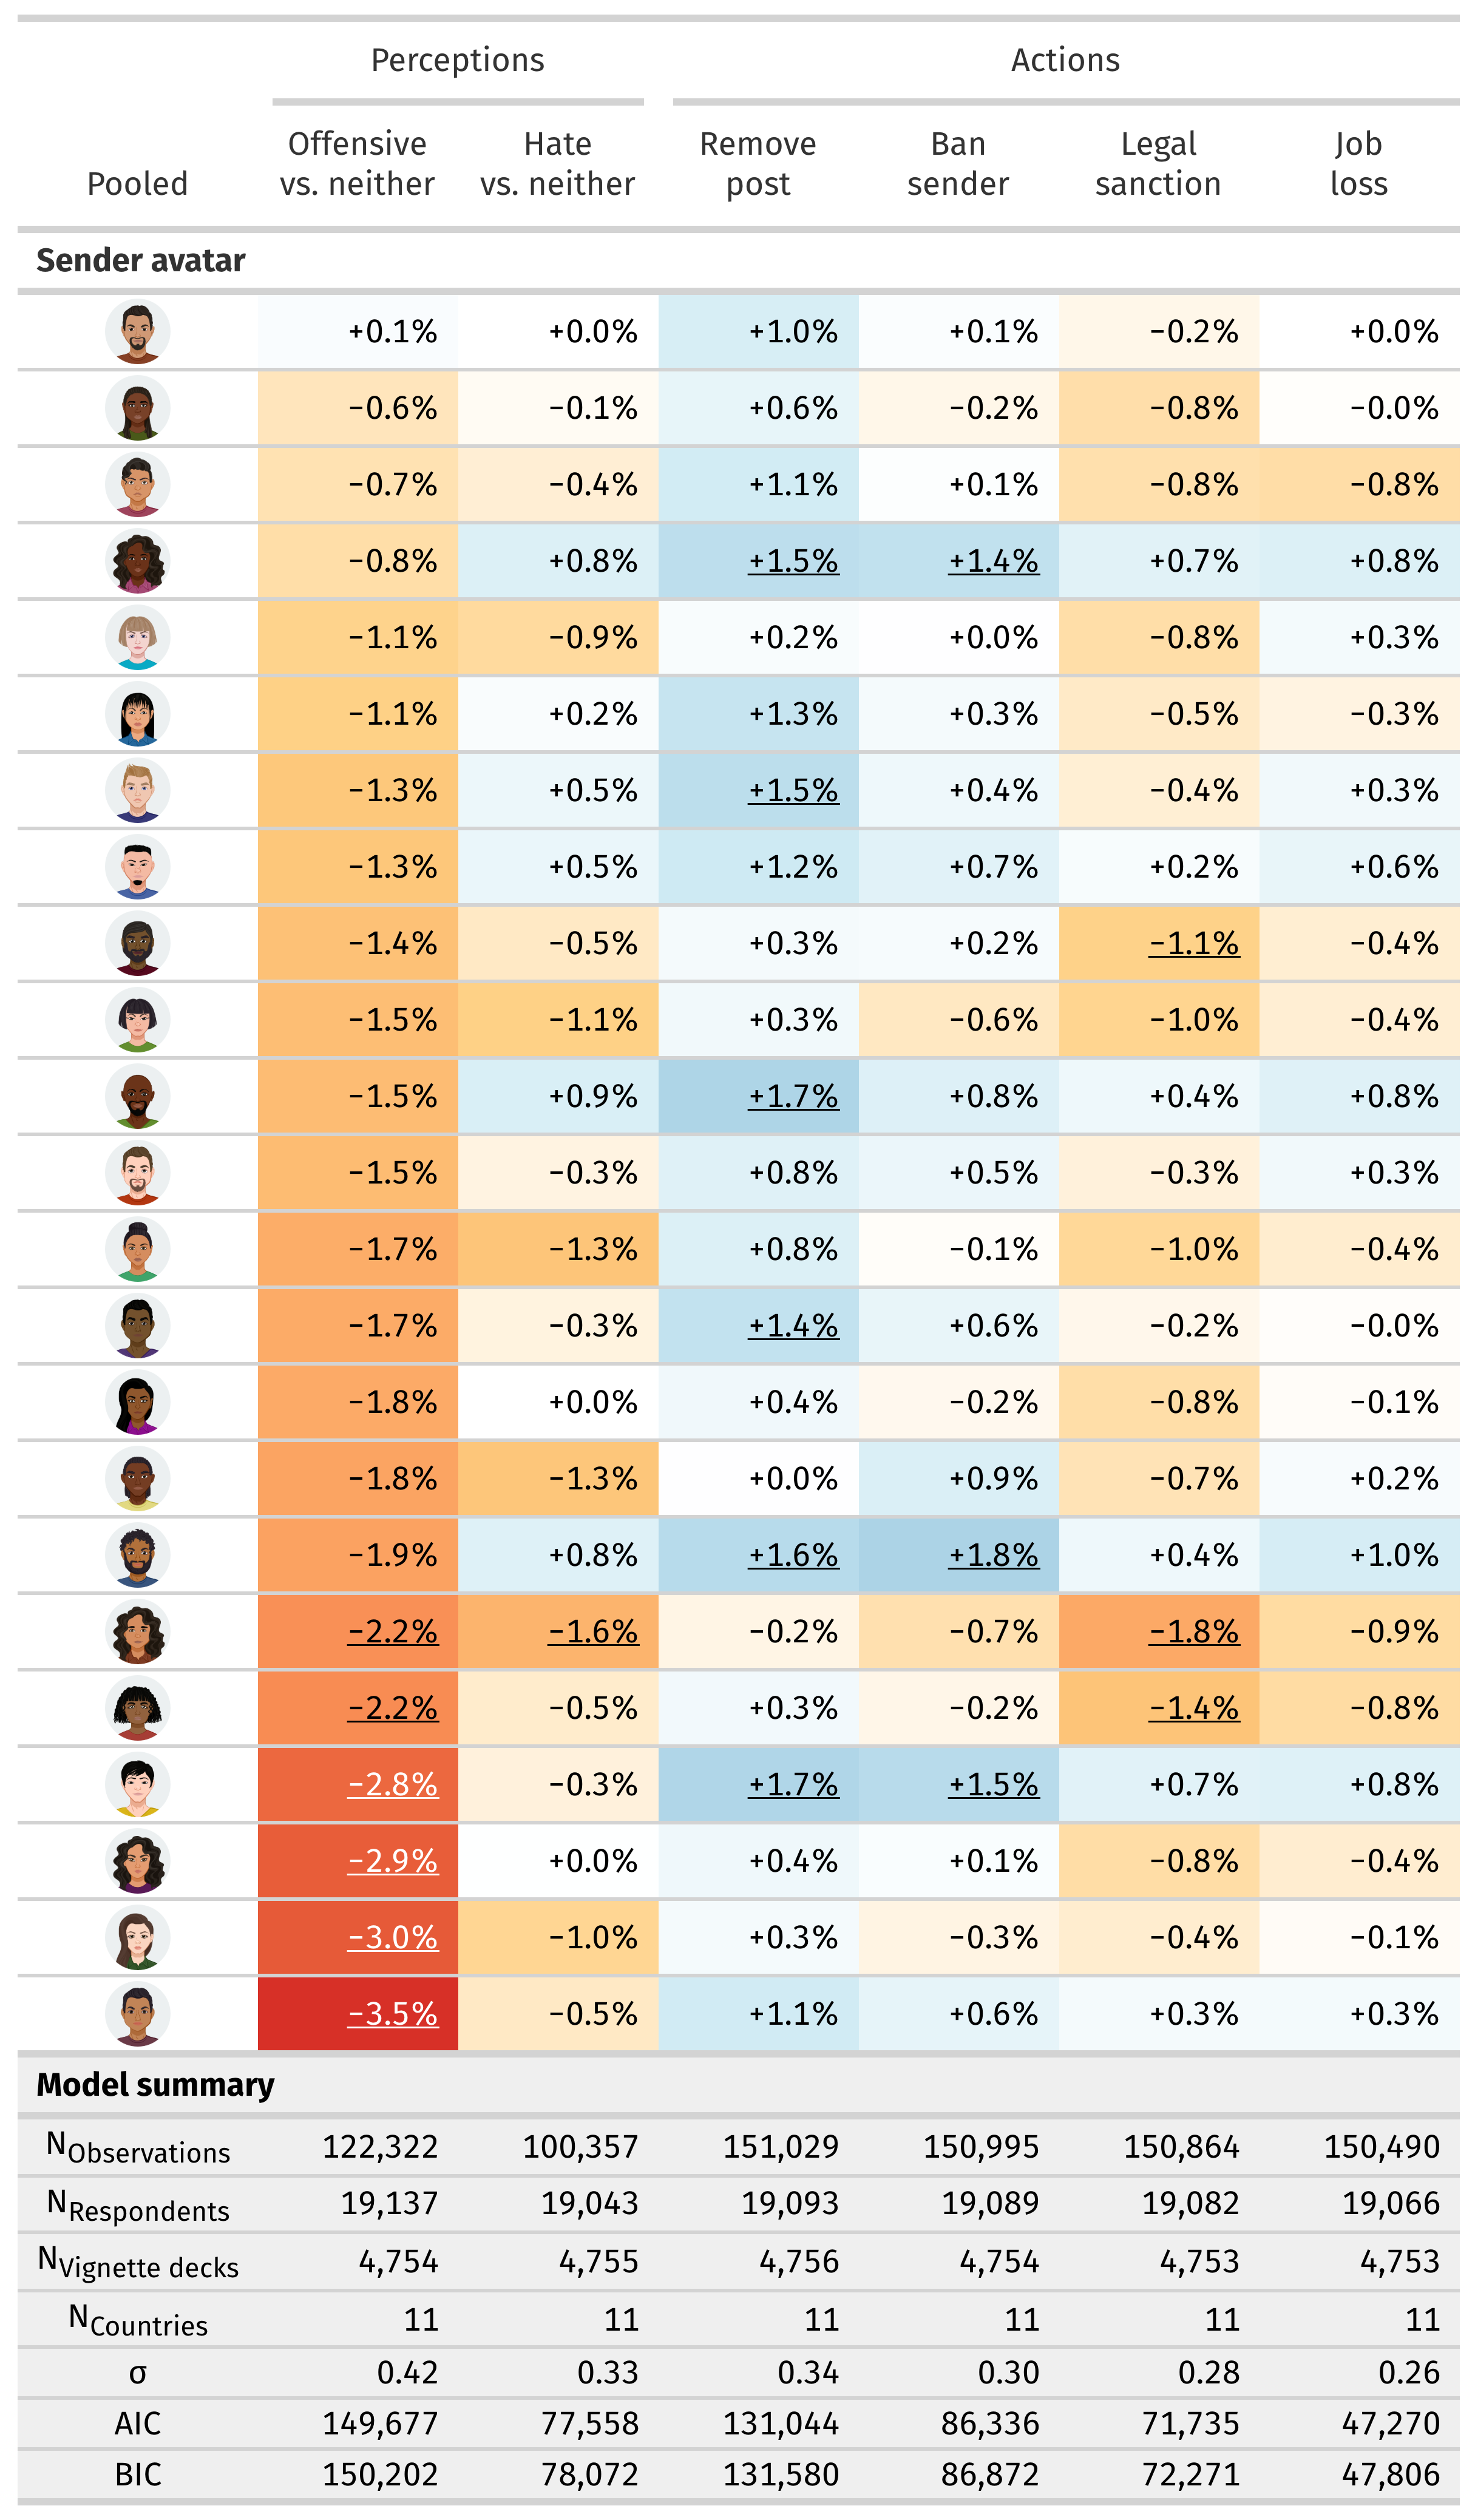 Perceptions Actions
Offensive Hate Remove Ban Legal Job
Pooled vs. neither vs. neither post sender sanction loss
Sender avatar
+0.1% +0.0% +1.0% +0.1% −0.2% +0.0%
−0.6% −0.1% +0.6% −0.2% −0.8% −0.0%
−0.7% −0.4% +1.1% +0.1% −0.8% −0.8%
−0.8% +0.8% +1.5% +1.4% +0.7% +0.8%
−1.1% −0.9% +0.2% +0.0% −0.8% +0.3%
−1.1% +0.2% +1.3% +0.3% −0.5% −0.3%
−1.3% +0.5% +1.5% +0.4% −0.4% +0.3%
−1.3% +0.5% +1.2% +0.7% +0.2% +0.6%
−1.4% −0.5% +0.3% +0.2% −1.1% −0.4%
−1.5% −1.1% +0.3% −0.6% −1.0% −0.4%
−1.5% +0.9% +1.7% +0.8% +0.4% +0.8%
−1.5% −0.3% +0.8% +0.5% −0.3% +0.3%
−1.7% −1.3% +0.8% −0.1% −1.0% −0.4%
−1.7% −0.3% +1.4% +0.6% −0.2% −0.0%
−1.8% +0.0% +0.4% −0.2% −0.8% −0.1%
−1.8% −1.3% +0.0% +0.9% −0.7% +0.2%
−1.9% +0.8% +1.6% +1.8% +0.4% +1.0%
−2.2% −1.6% −0.2% −0.7% −1.8% −0.9%
−2.2% −0.5% +0.3% −0.2% −1.4% −0.8%
−2.8% −0.3% +1.7% +1.5% +0.7% +0.8%
−2.9% +0.0% +0.4% +0.1% −0.8% −0.4%
−3.0% −1.0% +0.3% −0.3% −0.4% −0.1%
−3.5% −0.5% +1.1% +0.6% +0.3% +0.3%
Model summary
NObservations 122,322 100,357 151,029 150,995 150,864 150,490
NRespondents 19,137 19,043 19,093 19,089 19,082 19,066
NVignette decks 4,754 4,755 4,756 4,754 4,753 4,753
NCountries 11 11 11 11 11 11
σ 0.42 0.33 0.34 0.30 0.28 0.26
AIC 149,677 77,558 131,044 86,336 71,735 47,270
BIC 150,202 78,072 131,580 86,872 72,271 47,806